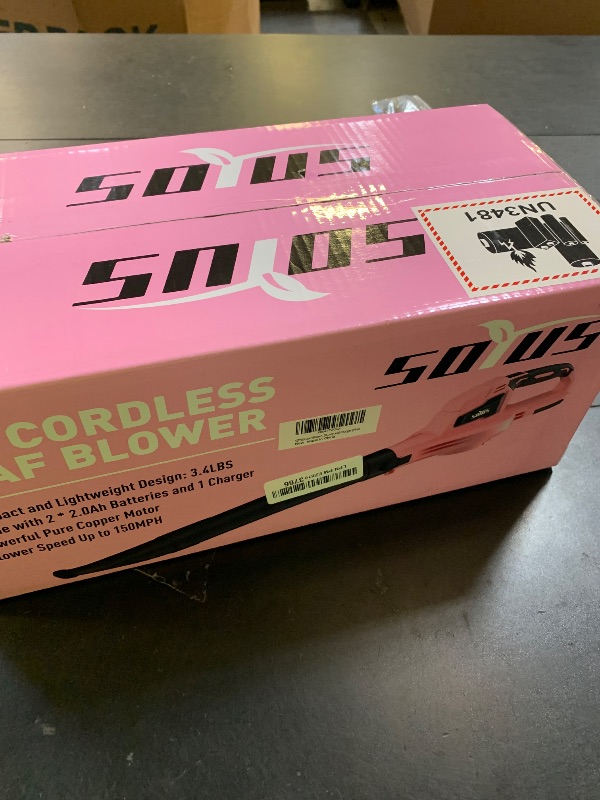 SOYUS
SOYUS
UN3481
SOYUS
CORDLESS
AF BLOWER
act and Lightweight Design: 3.4LBS
e with 2 * 2.0Ah Batteries and 1 Charger
werful Pure Copper Motor
lower Speed Up to 150MPH